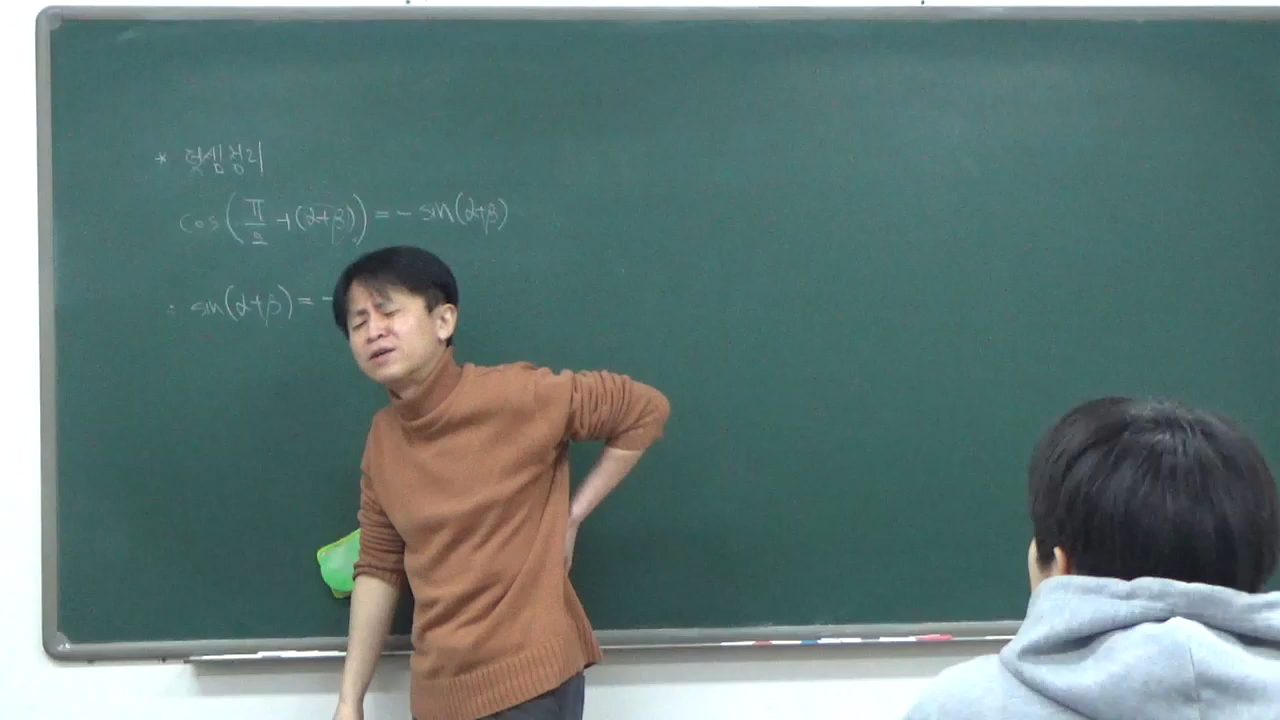 * 덧셈정리
cos(π/2+(α+β))=-sin(α+β)
∴ sin(α+β)=-